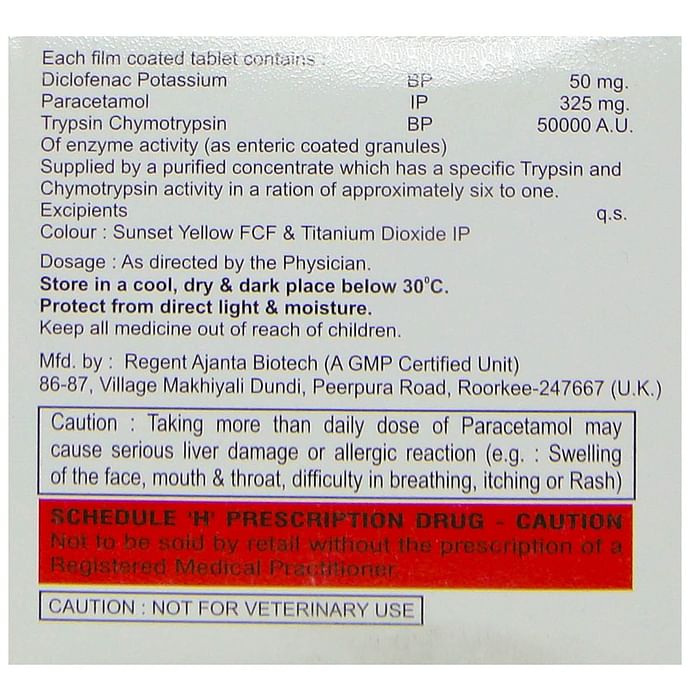 Each film coated tablet contains :
Diclofenac Potassium BP 50 mg.
Paracetamol IP 325 mg.
Trypsin Chymotrypsin BP 50000 A.U.
Of enzyme activity (as enteric coated granules)
Supplied by a purified concentrate which has a specific Trypsin and
Chymotrypsin activity in a ration of approximately six to one.
Excipients q.s.
Colour : Sunset Yellow FCF & Titanium Dioxide IP
Dosage : As directed by the Physician.
Store in a cool, dry & dark place below 30°C.
Protect from direct light & moisture.
Keep all medicine out of reach of children.
Mfd. by : Regent Ajanta Biotech (A GMP Certified Unit)
86-87, Village Makhiyali Dundi, Peerpura Road, Roorkee-247667 (U.K.)
Caution : Taking more than daily dose of Paracetamol may
cause serious liver damage or allergic reaction (e.g. : Swelling
of the face, mouth & throat, difficulty in breathing, itching or Rash)
SCHEDULE 'H' PRESCRIPTION DRUG - CAUTION
Not to be sold by retail without the prescription of a
Registered Medical Practitioner.
CAUTION : NOT FOR VETERINARY USE